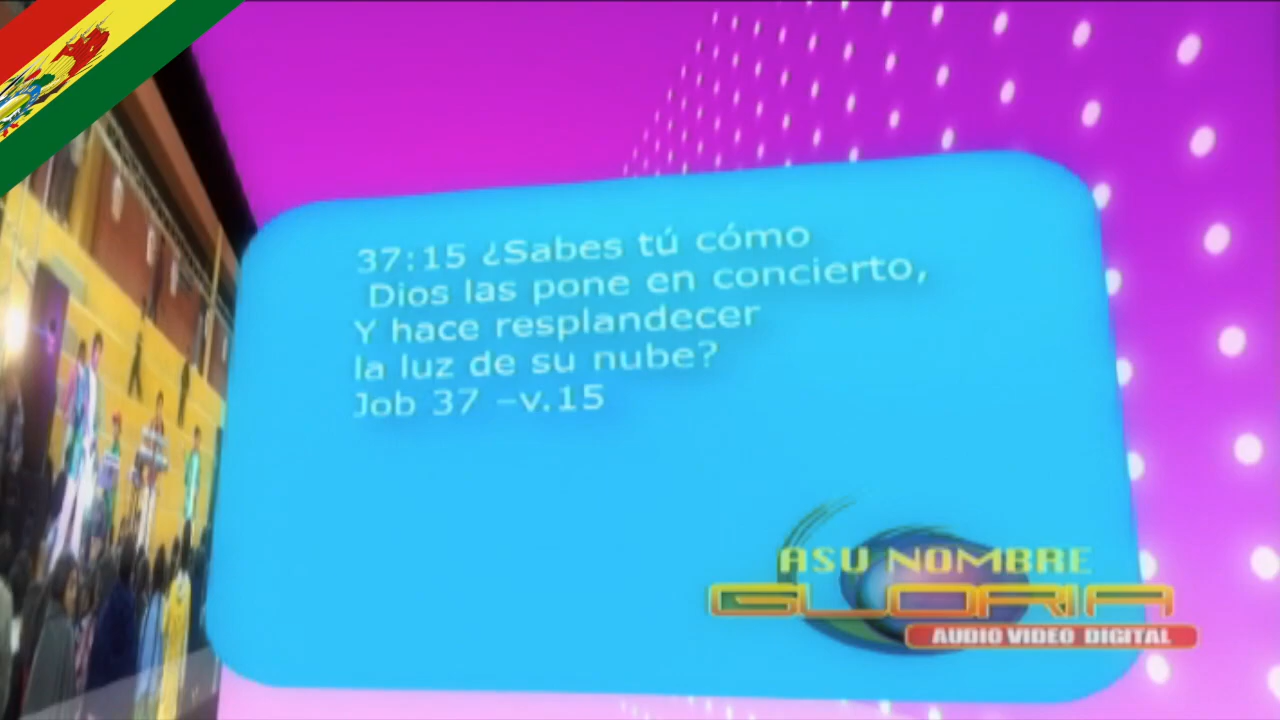 37:15 ¿Sabes tú cómo
Dios las pone en concierto,
Y hace resplandecer
la luz de su nube?
Job 37 –v.15
ASU NOMBRE
GLORIA
AUDIO VIDEO DIGITAL